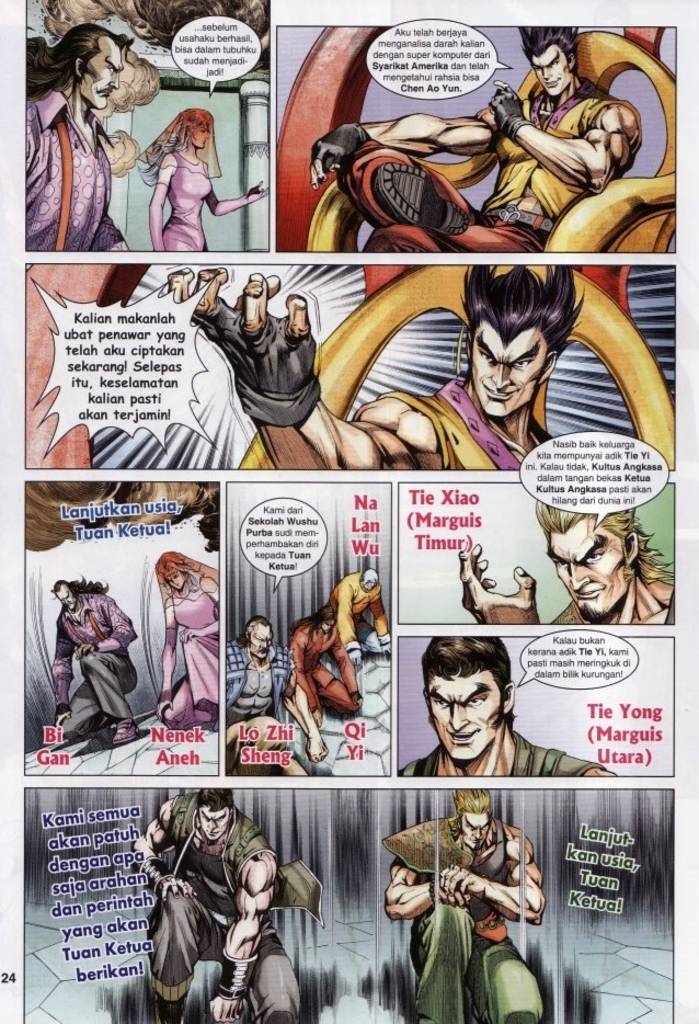 ...sebelum
usahaku berhasil,
bisa dalam tubuhku
sudah menjadi-
jadi!
Aku telah berjaya
menganalisa darah kalian
dengan super komputer dari
Syarikat Amerika dan telah
mengetahui rahsia bisa
Chen Ao Yun.
Kalian makanlah
ubat penawar yang
telah aku ciptakan
sekarang! Selepas
itu, keselamatan
kalian pasti
akan terjamin!
Lanjutkan usia,
Tuan Ketua!
Bi
Gan
Nenek
Aneh
Kami dari
Sekolah Wushu
Purba sudi mem-
perhambakan diri
kepada Tuan
Ketua!
Na
Lan
Wu
Lo Zhi
Sheng
Qi
Yi
Nasib baik keluarga
kita mempunyai adik Tie Yi
ini. Kalau tidak, Kultus Angkasa
dalam tangan bekas Ketua
Kultus Angkasa pasti akan
hilang dari dunia ini!
Tie Xiao
(Marguis
Timur)
Kalau bukan
kerana adik Tie Yi, kami
pasti masih meringkuk di
dalam bilik kurungan!
Tie Yong
(Marguis
Utara)
Kami semua
akan patuh
dengan apa
saja arahan
dan perintah
yang akan
Tuan Ketua
berikan!
Lanjut-
kan usia,
Tuan
Ketua!
24